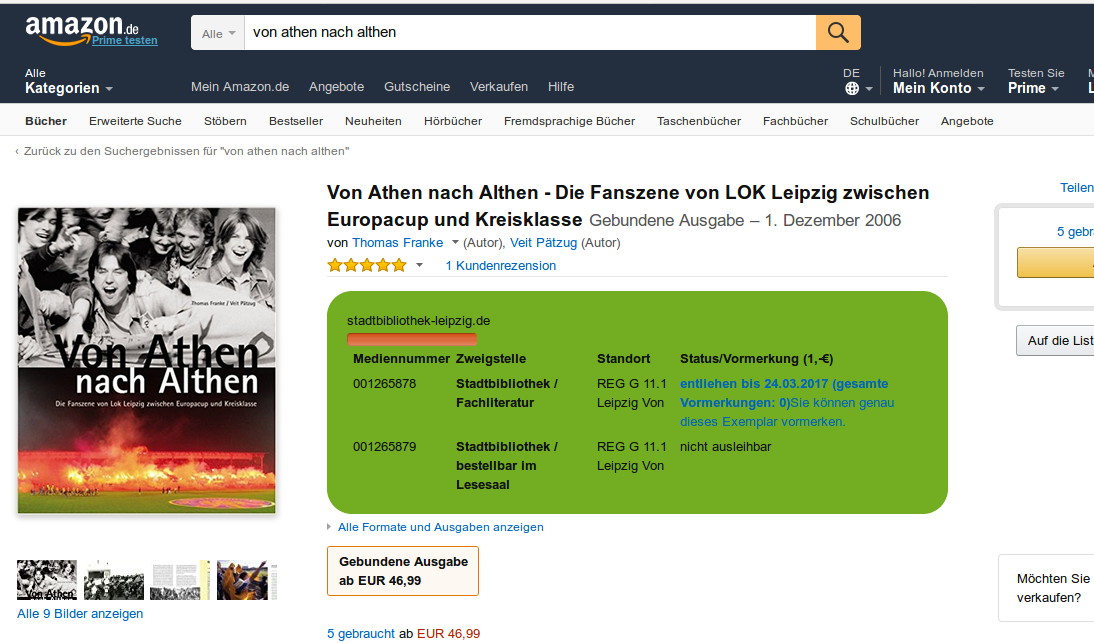 amazon.de
Prime testen
Alle
von athen nach althen
Alle
Kategorien
Mein Amazon.de Angebote Gutscheine Verkaufen Hilfe
DE
Hallo! Anmelden
Mein Konto
Testen Sie
Prime
Bücher Erweiterte Suche Stöbern Bestseller Neuheiten Hörbücher Fremdsprachige Bücher Taschenbücher Fachbücher Schulbücher Angebote
‹ Zurück zu den Suchergebnissen für "von athen nach althen"
Teilen
Von Athen nach Althen - Die Fanszene von LOK Leipzig zwischen
Europacup und Kreisklasse Gebundene Ausgabe – 1. Dezember 2006
von Thomas Franke (Autor), Veit Pätzug (Autor)
1 Kundenrezension
5 gebra
Auf die List
Thomas Franke / Veit Pätzug
Von Athen
nach Althen
Die Fanszene von Lok Leipzig zwischen Europacup und Kreisklasse
stadtbibliothek-leipzig.de
Mediennummer Zweigstelle Standort Status/Vormerkung (1,-€)
001265878 Stadtbibliothek / REG G 11.1 entliehen bis 24.03.2017 (gesamte
Fachliteratur Leipzig Von Vormerkungen: 0)Sie können genau
dieses Exemplar vormerken.
001265879 Stadtbibliothek / REG G 11.1 nicht ausleihbar
bestellbar im Leipzig Von
Lesesaal
Alle Formate und Ausgaben anzeigen
Gebundene Ausgabe
ab EUR 46,99
Von Athen
Alle 9 Bilder anzeigen
5 gebraucht ab EUR 46,99
Möchten Sie
verkaufen?